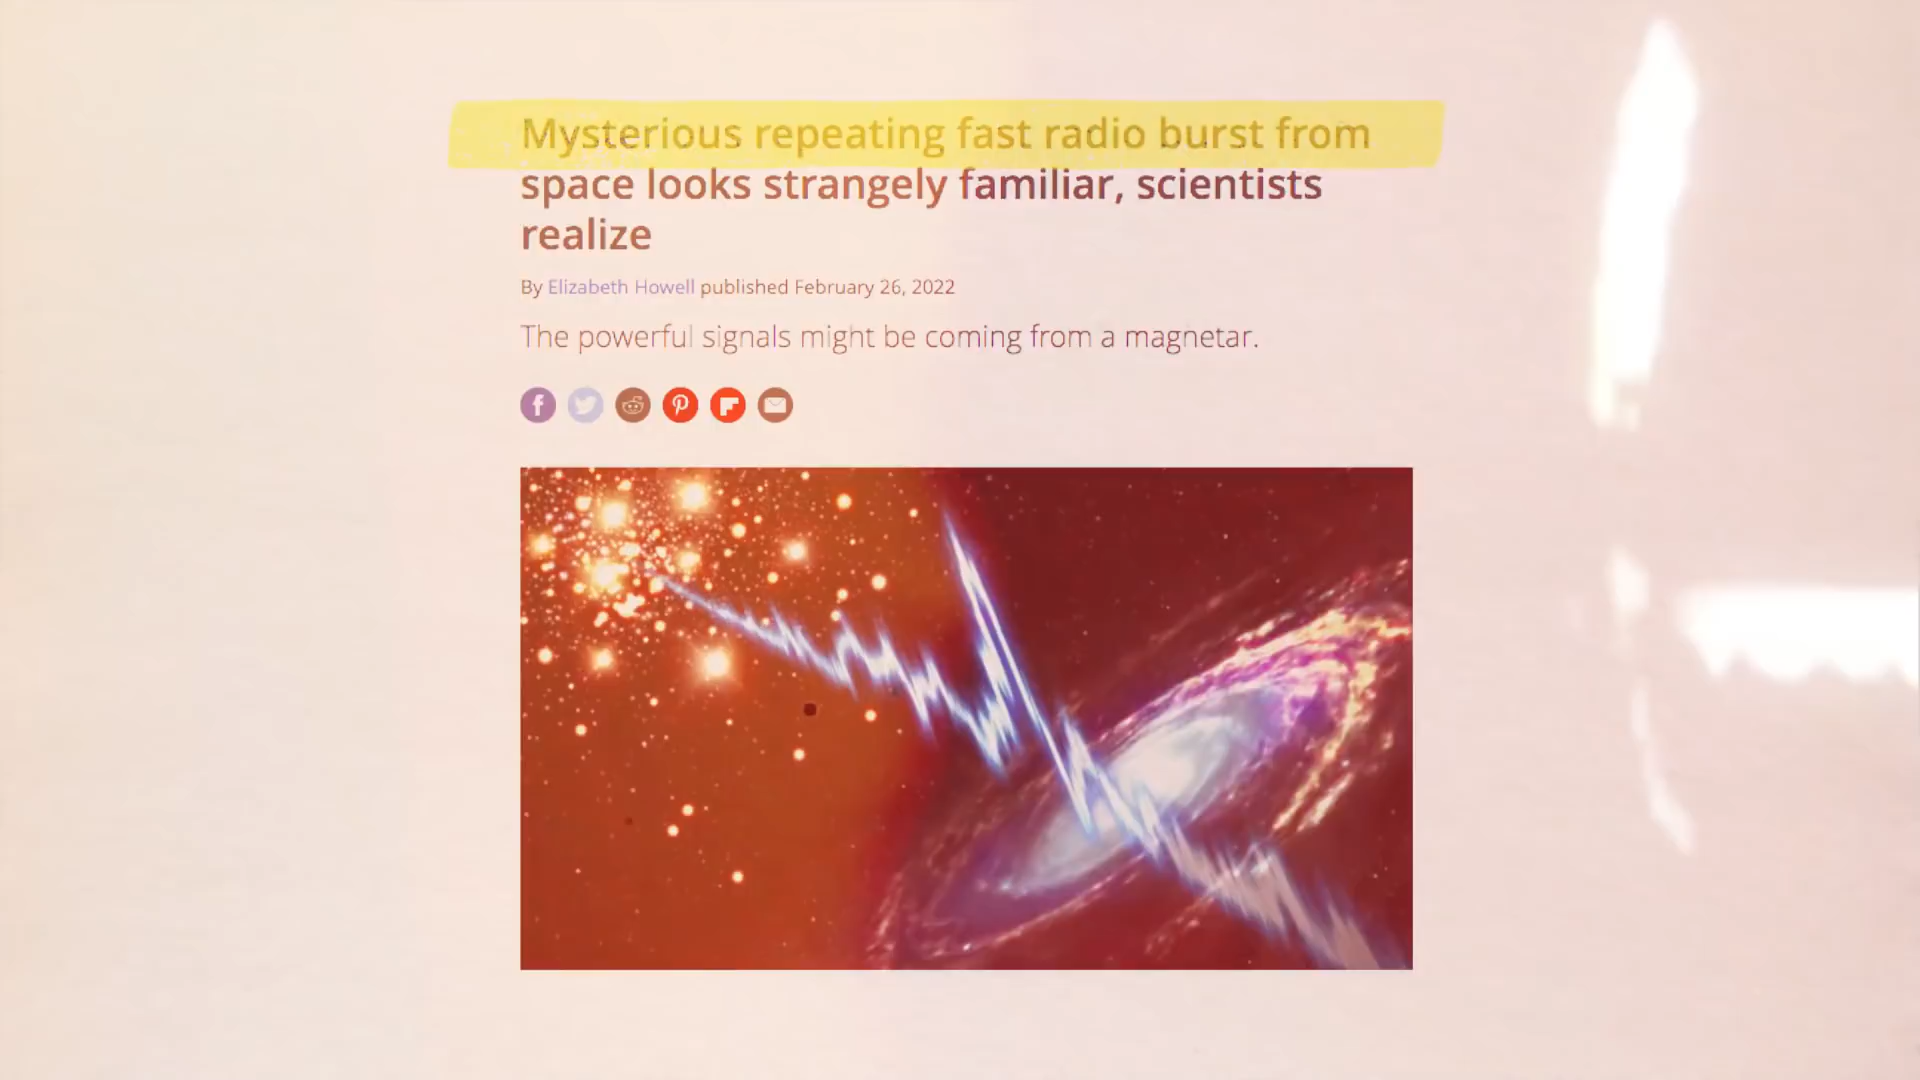 Mysterious repeating fast radio burst from
space looks strangely familiar, scientists
realize
By Elizabeth Howell published February 26, 2022
The powerful signals might be coming from a magnetar.